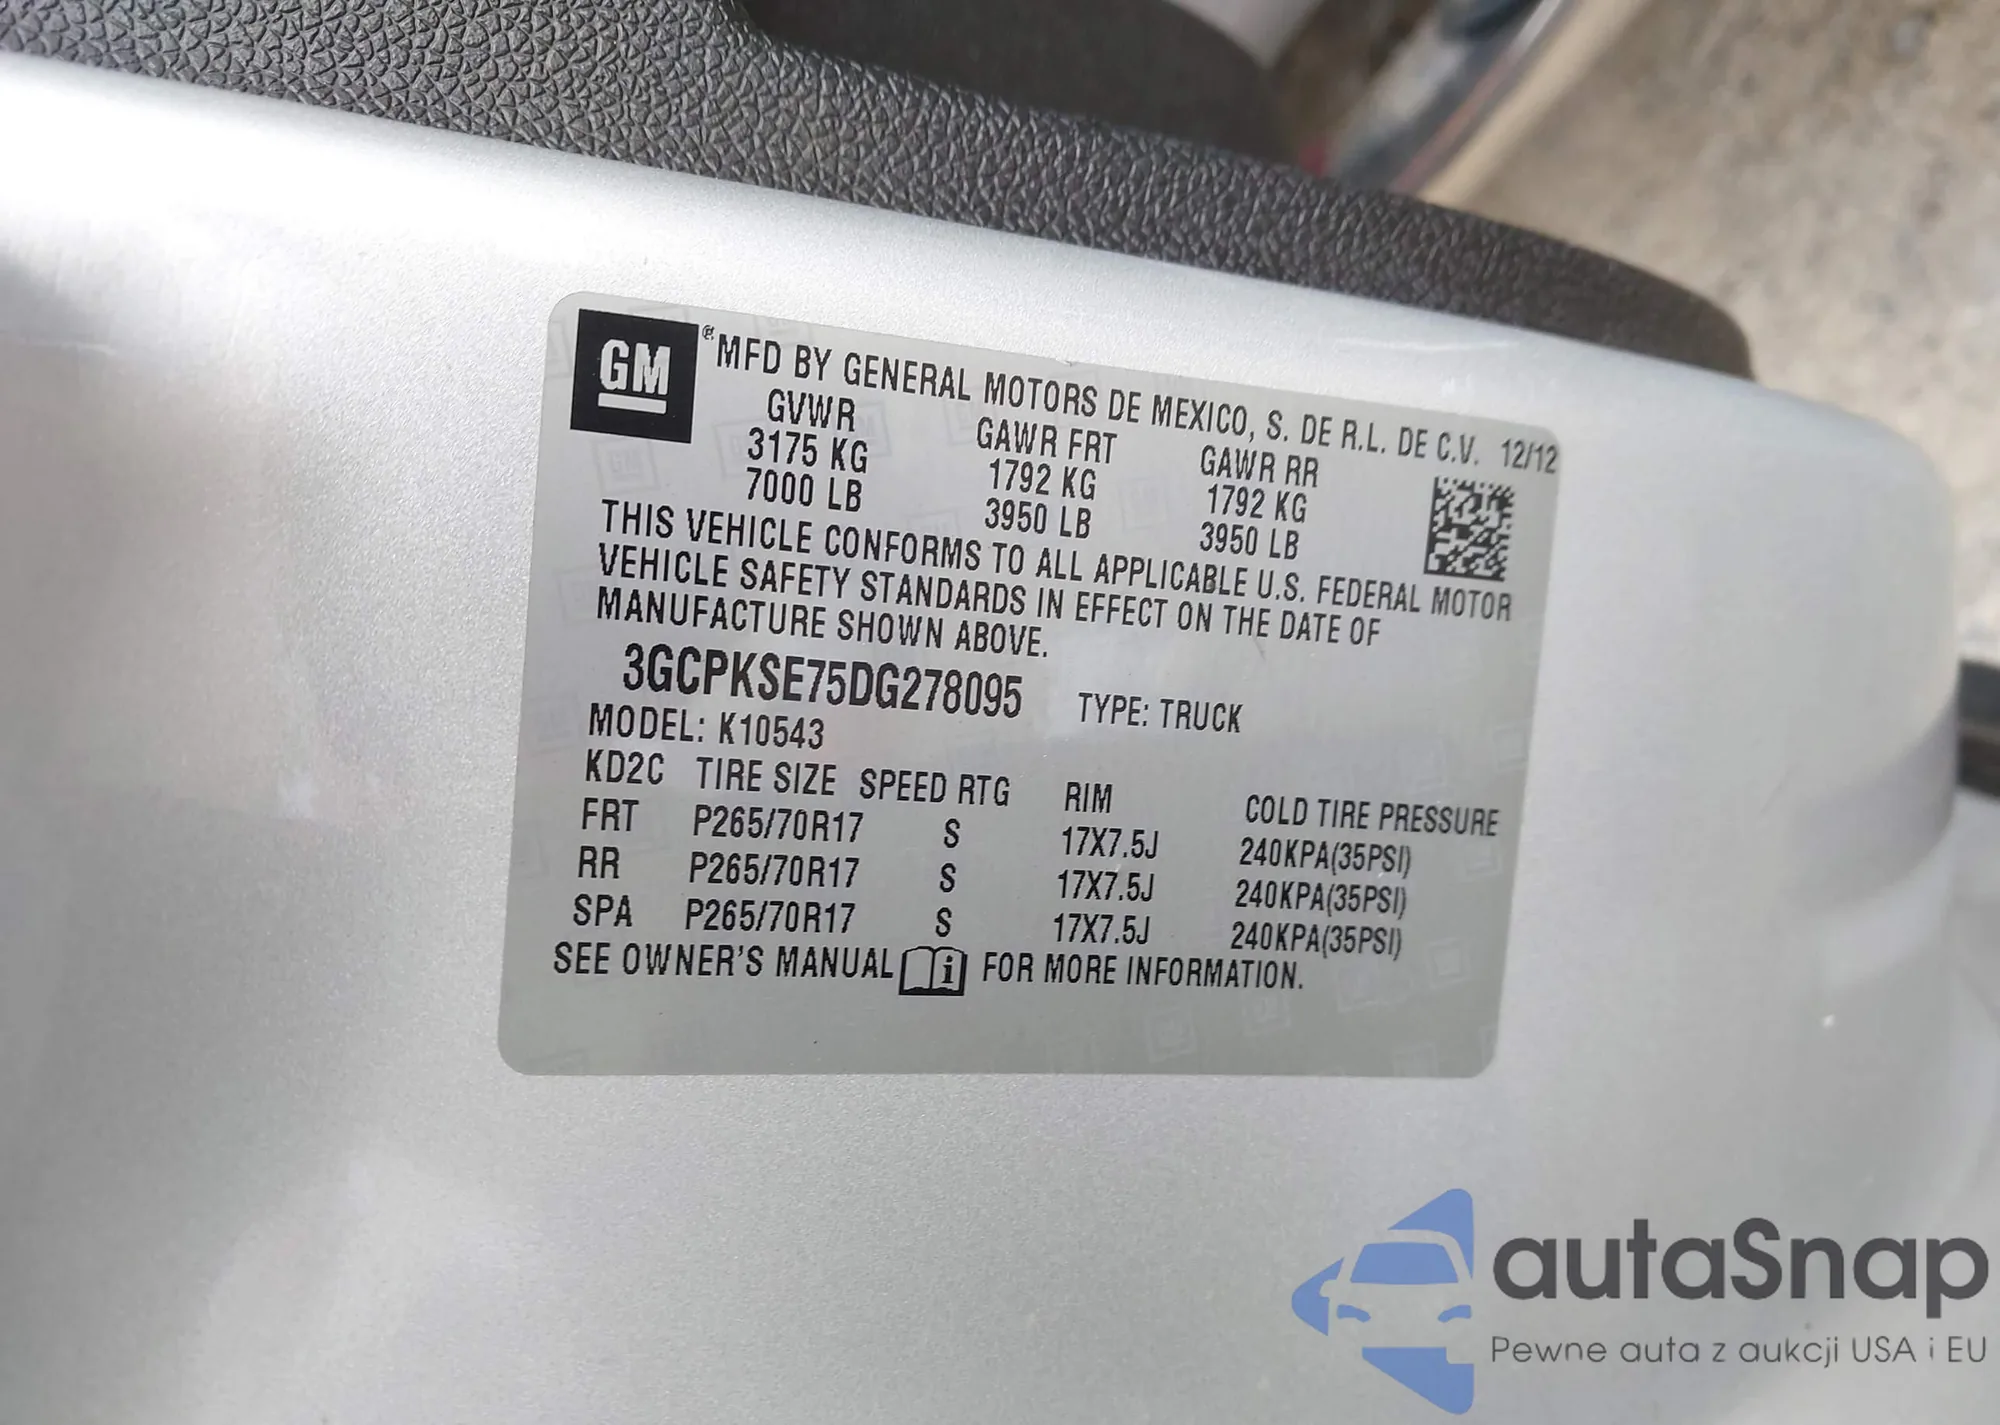 GM ® MFD BY GENERAL MOTORS DE MEXICO, S. DE R.L. DE C.V. 12/12
GVWR GAWR FRT GAWR RR
3175 KG 1792 KG 1792 KG
7000 LB 3950 LB 3950 LB
THIS VEHICLE CONFORMS TO ALL APPLICABLE U.S. FEDERAL MOTOR
VEHICLE SAFETY STANDARDS IN EFFECT ON THE DATE OF
MANUFACTURE SHOWN ABOVE.
3GCPKSE75DG278095 TYPE: TRUCK
MODEL: K10543
KD2C TIRE SIZE SPEED RTG RIM COLD TIRE PRESSURE
FRT P265/70R17 S 17X7.5J 240KPA(35PSI)
RR P265/70R17 S 17X7.5J 240KPA(35PSI)
SPA P265/70R17 S 17X7.5J 240KPA(35PSI)
SEE OWNER'S MANUAL i FOR MORE INFORMATION.
autaSnap
Pewne auta z aukcji USA i EU